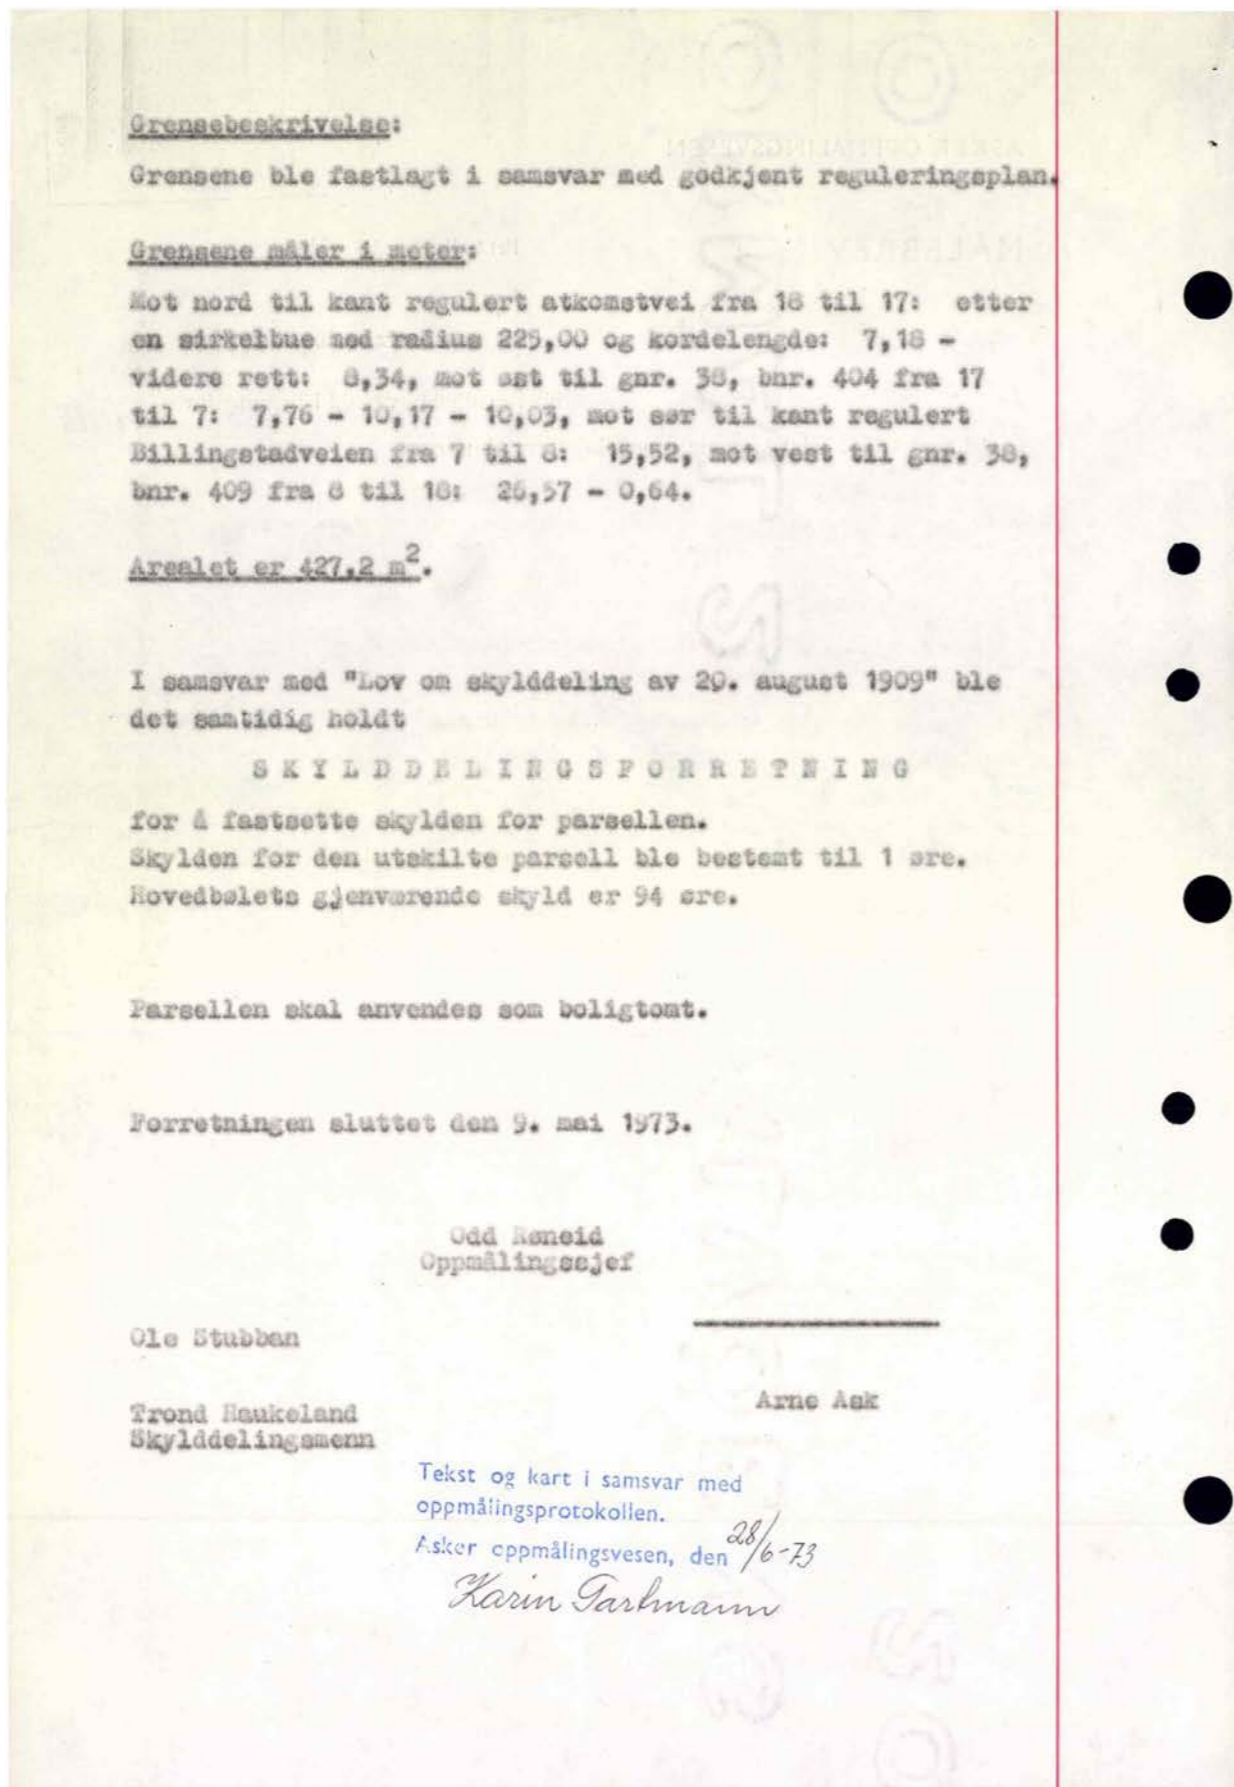 Grensebeskrivelse:
Grensene ble fastlagt i samsvar med godkjent reguleringsplan.
Grensene måler i meter:
Mot nord til kant regulert atkomstvei fra 18 til 17: etter
en sirkelbue med radius 225,00 og kordelengde: 7,18 -
videre rett: 8,34, mot øst til gnr. 38, bnr. 404 fra 17
til 7: 7,76 - 10,17 - 10,03, mot sør til kant regulert
Billingstadveien fra 7 til 8: 15,52, mot vest til gnr. 38,
bnr. 409 fra 8 til 18: 26,57 - 0,64.
Arealet er 427.2 m².
I samsvar med "Lov om skylddeling av 20. august 1909" ble
det samtidig holdt
SKYLDDELINGSFORRETNING
for å fastsette skylden for parsellen.
Skylden for den utskilte parsell ble bestemt til 1 øre.
Hovedbølets gjenværende skyld er 94 øre.
Parsellen skal anvendes som boligtomt.
Forretningen sluttet den 9. mai 1973.
Odd Røneid
Oppmålingssjef
Ole Stubban
Arne Ask
Trond Haukeland
Skylddelingsmenn
Tekst og kart i samsvar med
oppmålingsprotokollen.
Asker oppmålingsvesen, den 28/6-73
Karin